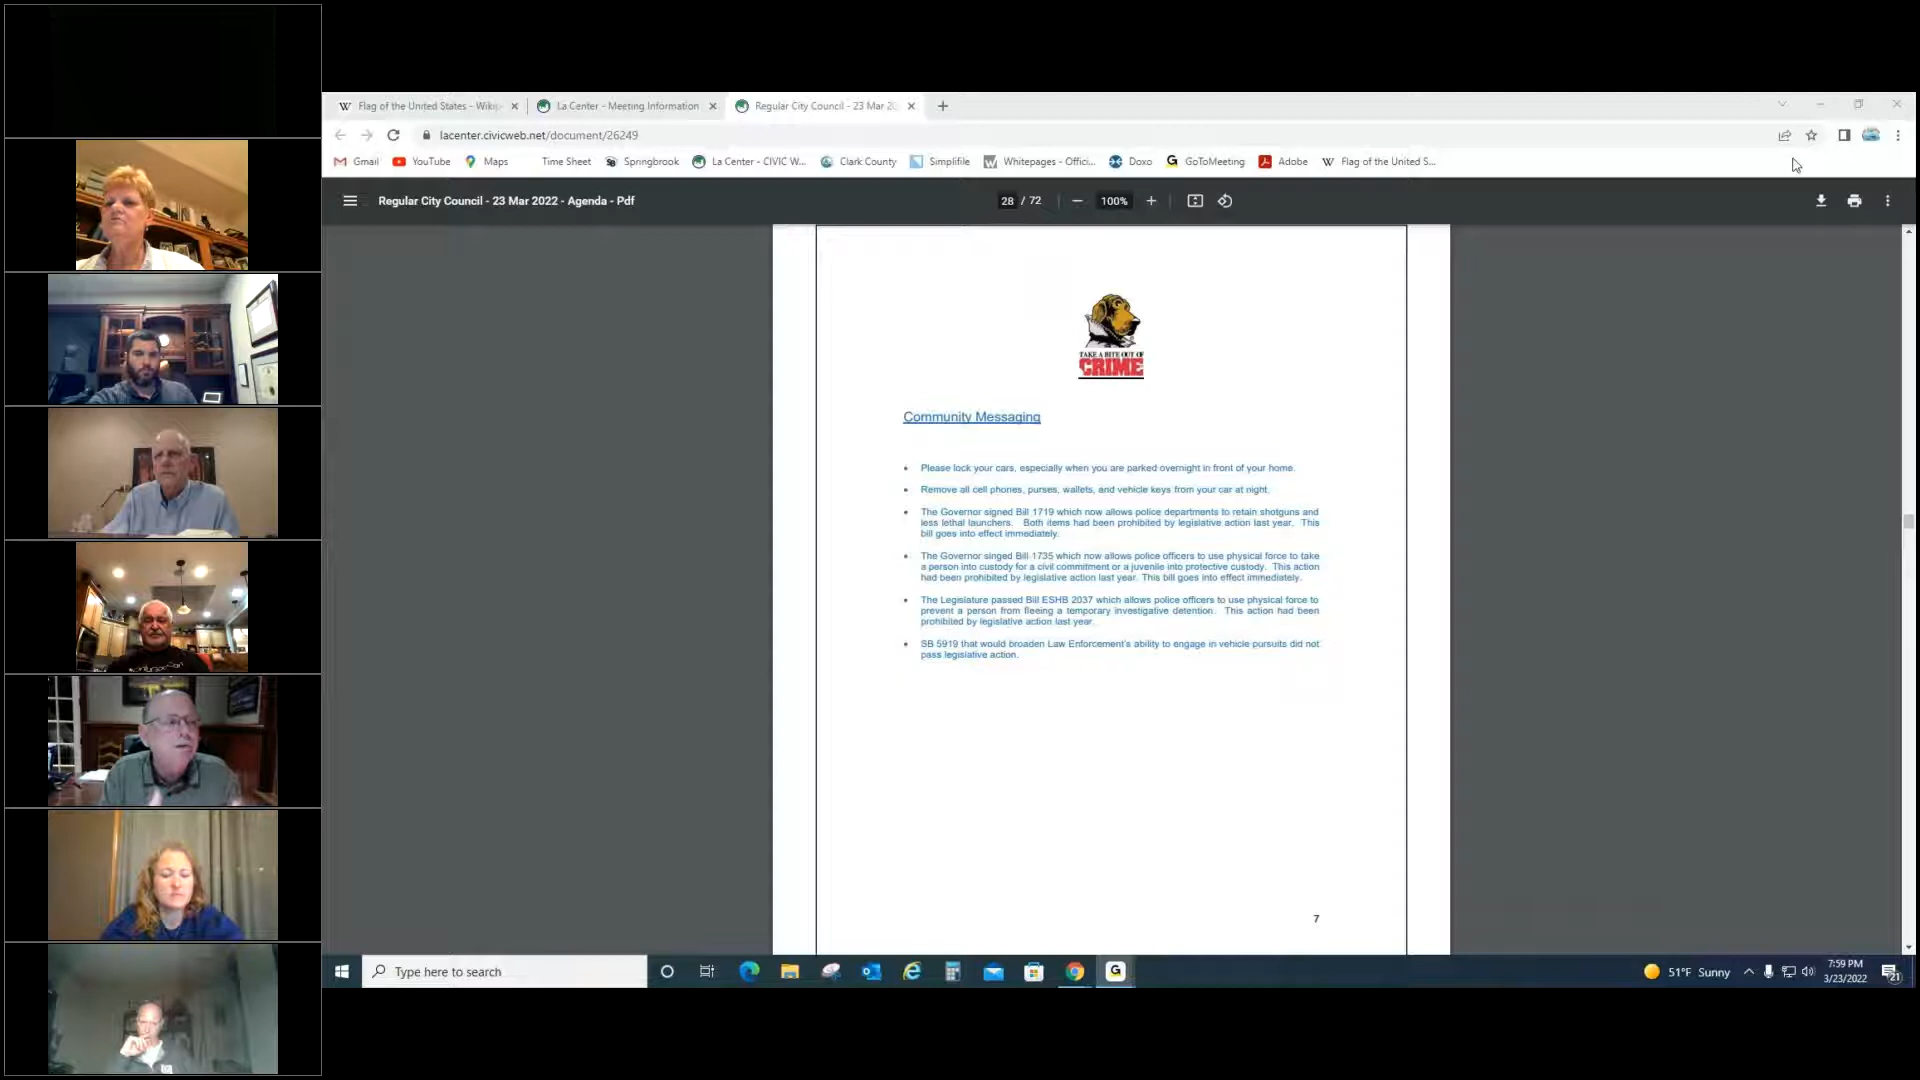 Flag of the United States - Wikip
La Center - Meeting Information
Regular City Council - 23 Mar 20
lacenter.civicweb.net/document/26249
Gmail
YouTube
Maps
Time Sheet
Springbrook
La Center - CIVIC W...
Clark County
Simplifile
Whitepages - Offici...
Doxo
GoToMeeting
Adobe
Flag of the United S...
Regular City Council - 23 Mar 2022 - Agenda - Pdf
28 / 72
100%
TAKE A BITE OUT OF
CRIME
Community Messaging
• Please lock your cars, especially when you are parked overnight in front of your home.
• Remove all cell phones, purses, wallets, and vehicle keys from your car at night.
• The Governor signed Bill 1719 which now allows police departments to retain shotguns and
less lethal launchers. Both items had been prohibited by legislative action last year. This
bill goes into effect immediately.
• The Governor singed Bill 1735 which now allows police officers to use physical force to take
a person into custody for a civil commitment or a juvenile into protective custody. This action
had been prohibited by legislative action last year. This bill goes into effect immediately.
• The Legislature passed Bill ESHB 2037 which allows police officers to use physical force to
prevent a person from fleeing a temporary investigative detention. This action had been
prohibited by legislative action last year.
• SB 5919 that would broaden Law Enforcement's ability to engage in vehicle pursuits did not
pass legislative action.
7
Type here to search
51°F Sunny
7:59 PM
3/23/2022
21